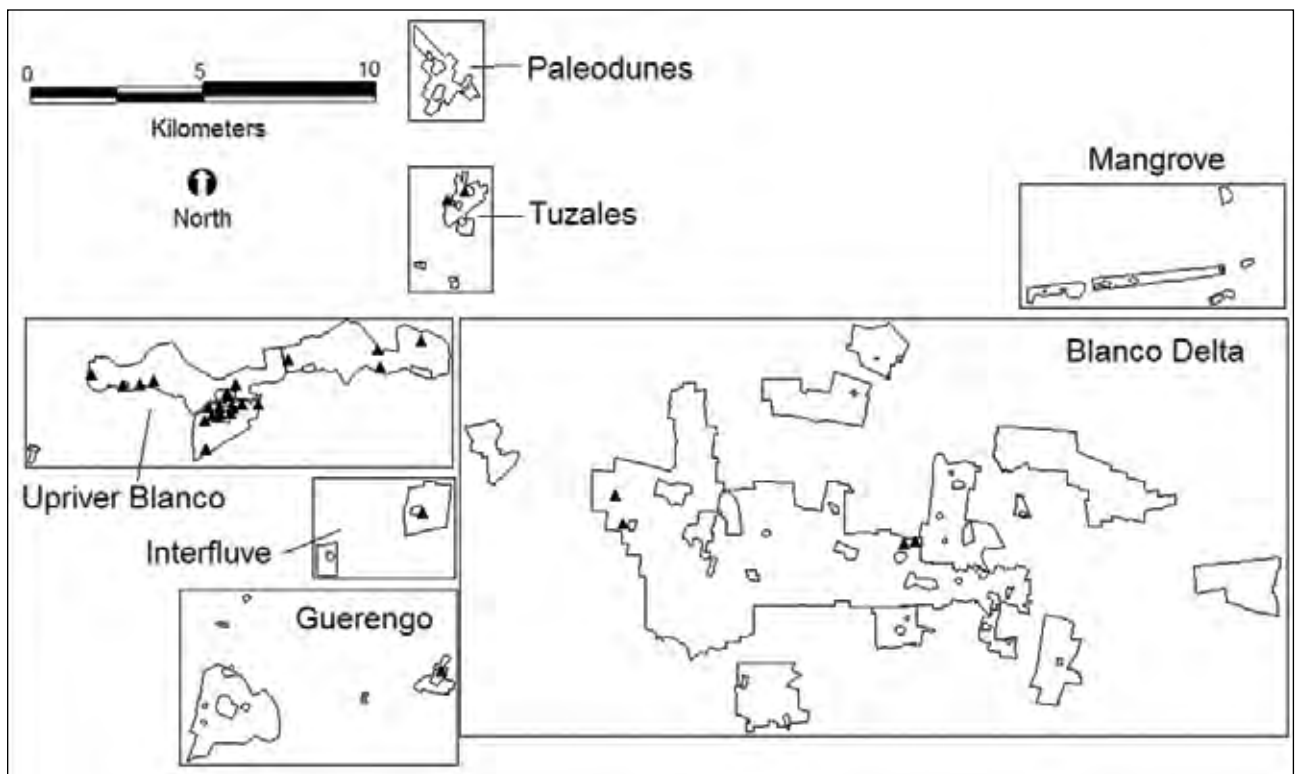 0 5 10
Kilometers
North
Paleodunes
Tuzales
Mangrove
Blanco Delta
Upriver Blanco
Interfluve
Guerengo